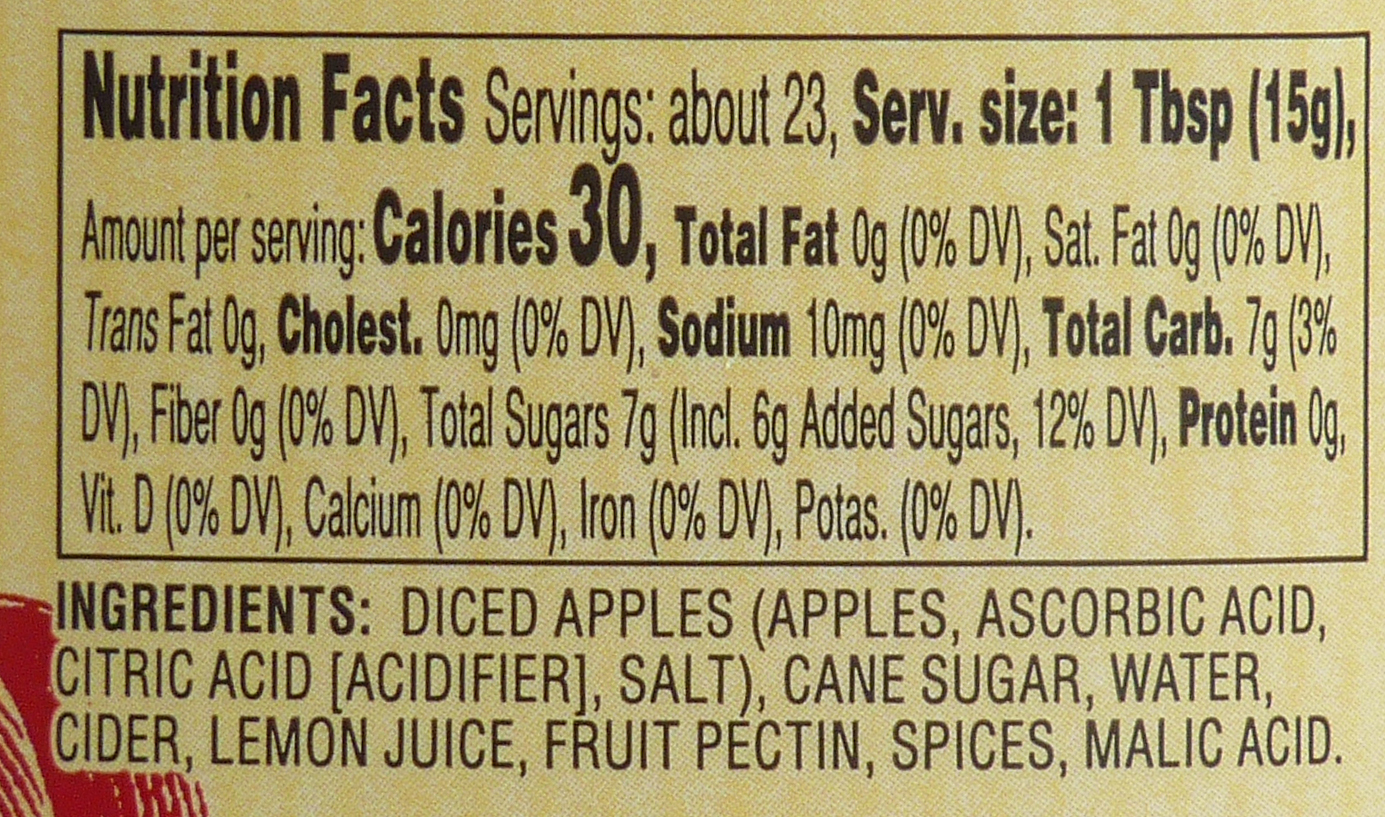 Nutrition Facts Servings: about 23, Serv. size: 1 Tbsp (15g),
Amount per serving: Calories 30, Total Fat 0g (0% DV), Sat. Fat 0g (0% DV),
Trans Fat 0g, Cholest. 0mg (0% DV), Sodium 10mg (0% DV), Total Carb. 7g (3%
DV), Fiber 0g (0% DV), Total Sugars 7g (Incl. 6g Added Sugars, 12% DV), Protein 0g,
Vit. D (0% DV), Calcium (0% DV), Iron (0% DV), Potas. (0% DV).
INGREDIENTS: DICED APPLES (APPLES, ASCORBIC ACID,
CITRIC ACID [ACIDIFIER], SALT), CANE SUGAR, WATER,
CIDER, LEMON JUICE, FRUIT PECTIN, SPICES, MALIC ACID.